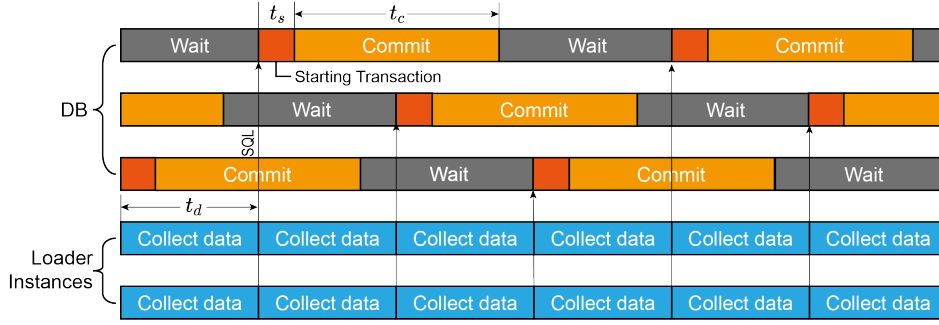 t_s t_c
Wait Commit Wait Commit
Starting Transaction
DB
Wait Commit Wait
SQL
Commit Wait Commit Wait
t_d
Collect data Collect data Collect data Collect data Collect data Collect data
Loader
Instances
Collect data Collect data Collect data Collect data Collect data Collect data